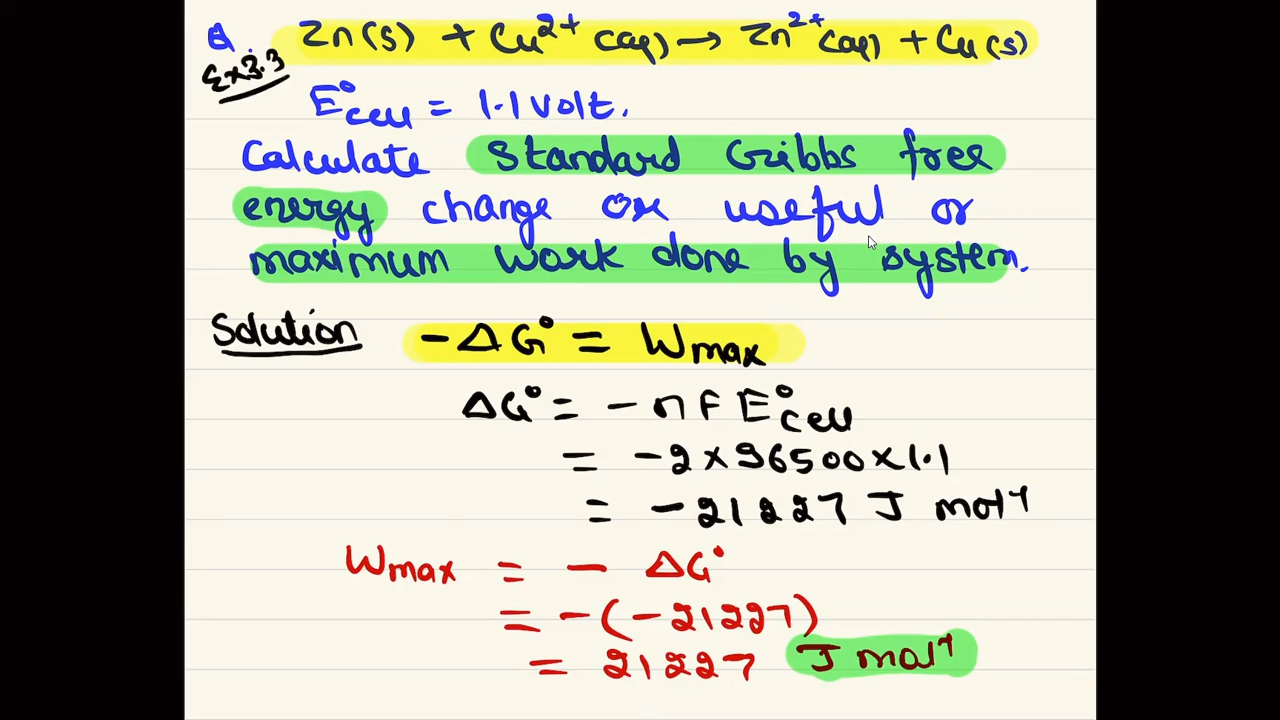 Q. Zn(s) + Cu²⁺ (aq) → Zn²⁺ (aq) + Cu(s)
Ex 3.3
E°cell = 1.1 volt.
Calculate Standard Gibbs free
energy change or useful or
maximum work done by system.
Solution -ΔG° = Wmax
ΔG° = - n F E°cell
= -2 × 96500 × 1.1
= -21227 J mol⁻¹
Wmax = - ΔG°
= -(-21227)
= 21227 J mol⁻¹